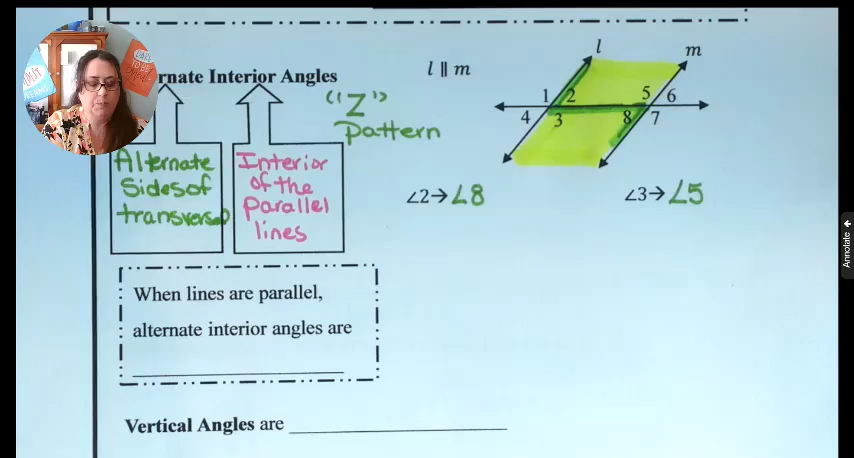 rnate Interior Angles
l ∥ m
"Z"
pattern
Alternate
Sides of
transversal
Interior
of the
parallel
lines
l
m
1 2 5 6
4 3 8 7
∠2→∠8
∠3→∠5
When lines are parallel,
alternate interior angles are
Vertical Angles are
Annotate